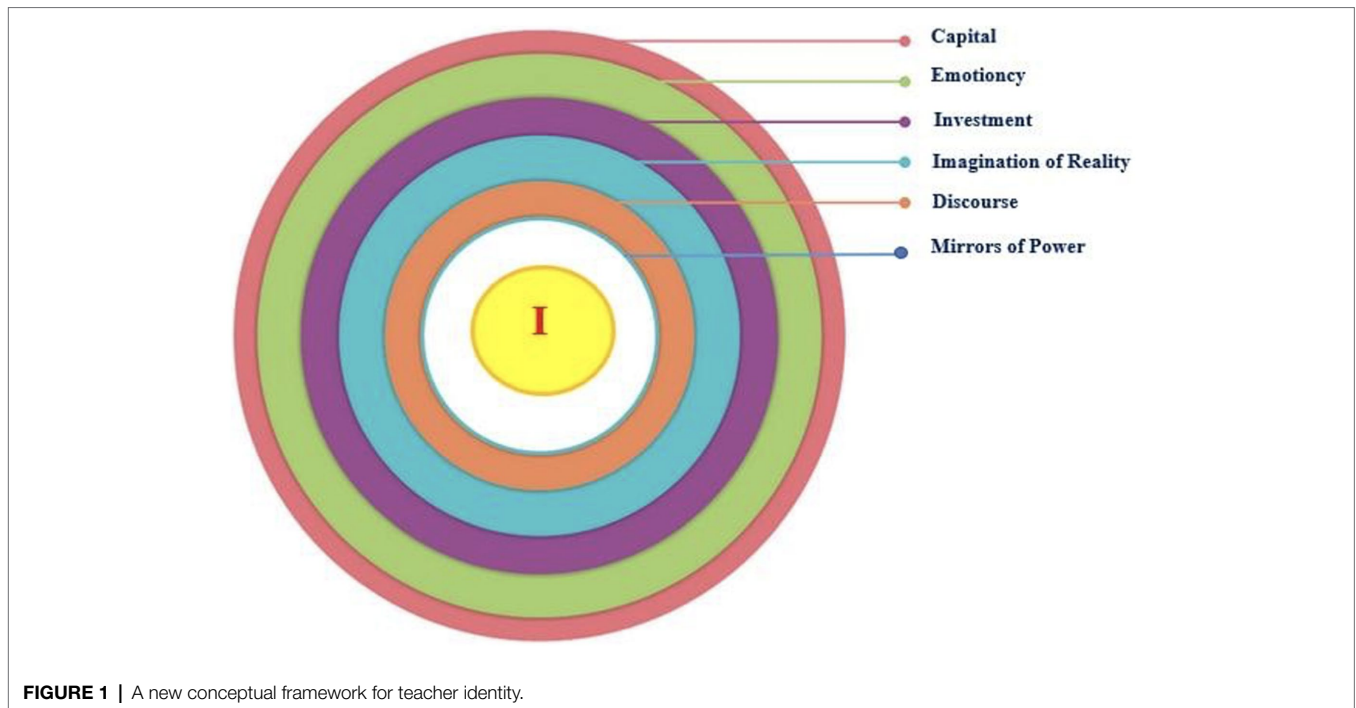 Capital
Emotioncy
Investment
Imagination of Reality
Discourse
Mirrors of Power
I
FIGURE 1 | A new conceptual framework for teacher identity.